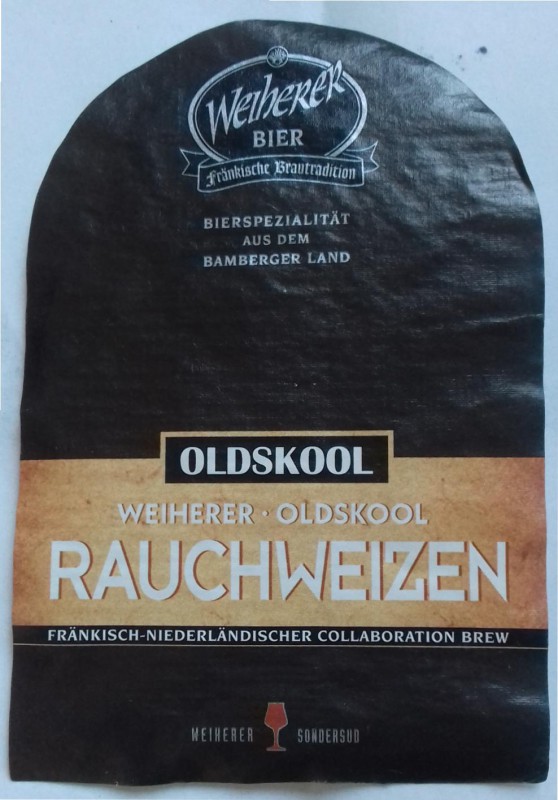 Weiherer
BIER
Fränkische Brautradition
BIERSPEZIALITÄT
AUS DEM
BAMBERGER LAND
OLDSKOOL
WEIHERER · OLDSKOOL
RAUCHWEIZEN
FRÄNKISCH-NIEDERLÄNDISCHER COLLABORATION BREW
WEIHERER SONDERSUD